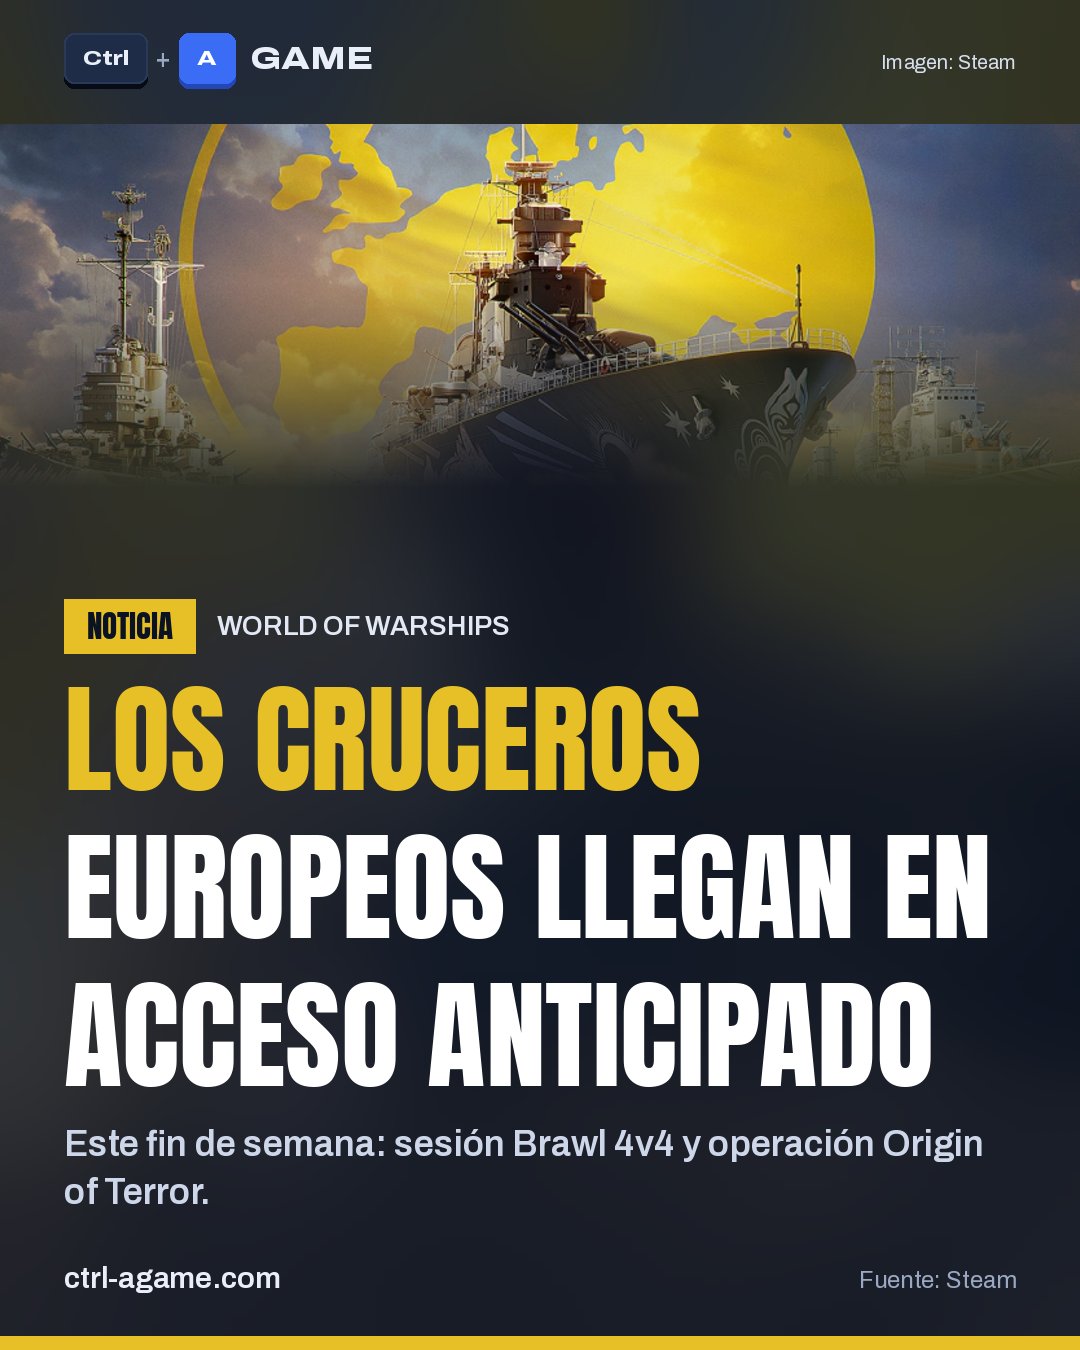 Ctrl + A GAME
Imagen: Steam
NOTICIA WORLD OF WARSHIPS
LOS CRUCEROS
EUROPEOS LLEGAN EN
ACCESO ANTICIPADO
Este fin de semana: sesión Brawl 4v4 y operación Origin
of Terror.
ctrl-agame.com
Fuente: Steam